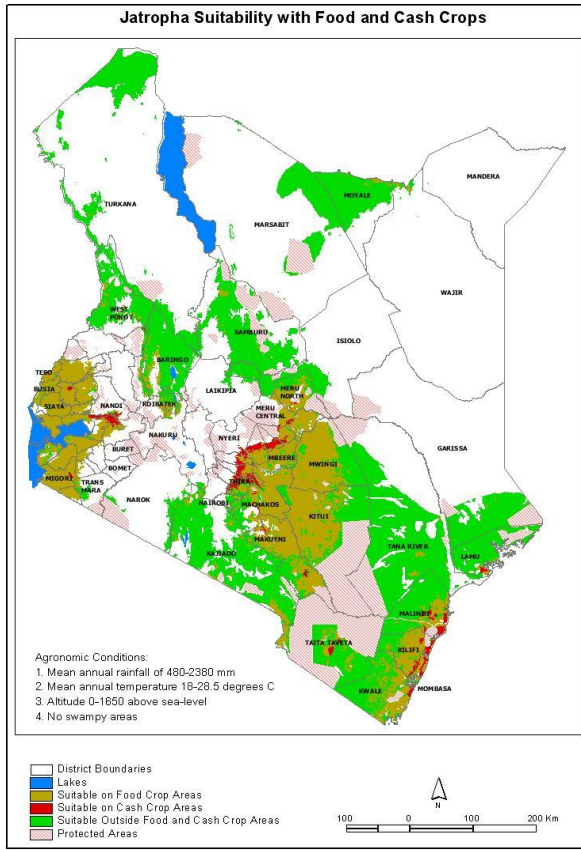 Jatropha Suitability with Food and Cash Crops
MANDERA
MOYALE
TURKANA
MARSABIT
WAJIR
WEST
POKOT
SAMBURU
ISIOLO
BARINGO
TESO
BUSIA
LAIKIPIA
MERU
NORTH
SIAYA
NANDI
KOIBATEK
MERU
CENTRAL
NAKURU
NYERI
GARISSA
BURET
MBEERE
MWINGI
BOMET
MIGORI
TRANS
MARA
THIKA
NAROK
NAIROBI
MACHAKOS
KITUI
MAKUENI
TANA RIVER
LAMU
KAJIADO
MALINDI
TAITA TAVETA
KILIFI
KWALE
MOMBASA
Agronomic Conditions:
1. Mean annual rainfall of 480-2380 mm
2. Mean annual temperature 18-28.5 degrees C
3. Altitude 0-1650 above sea-level
4. No swampy areas
District Boundaries
Lakes
Suitable on Food Crop Areas
Suitable on Cash Crop Areas
Suitable Outside Food and Cash Crop Areas
Protected Areas
N
100 0 100 200 Km